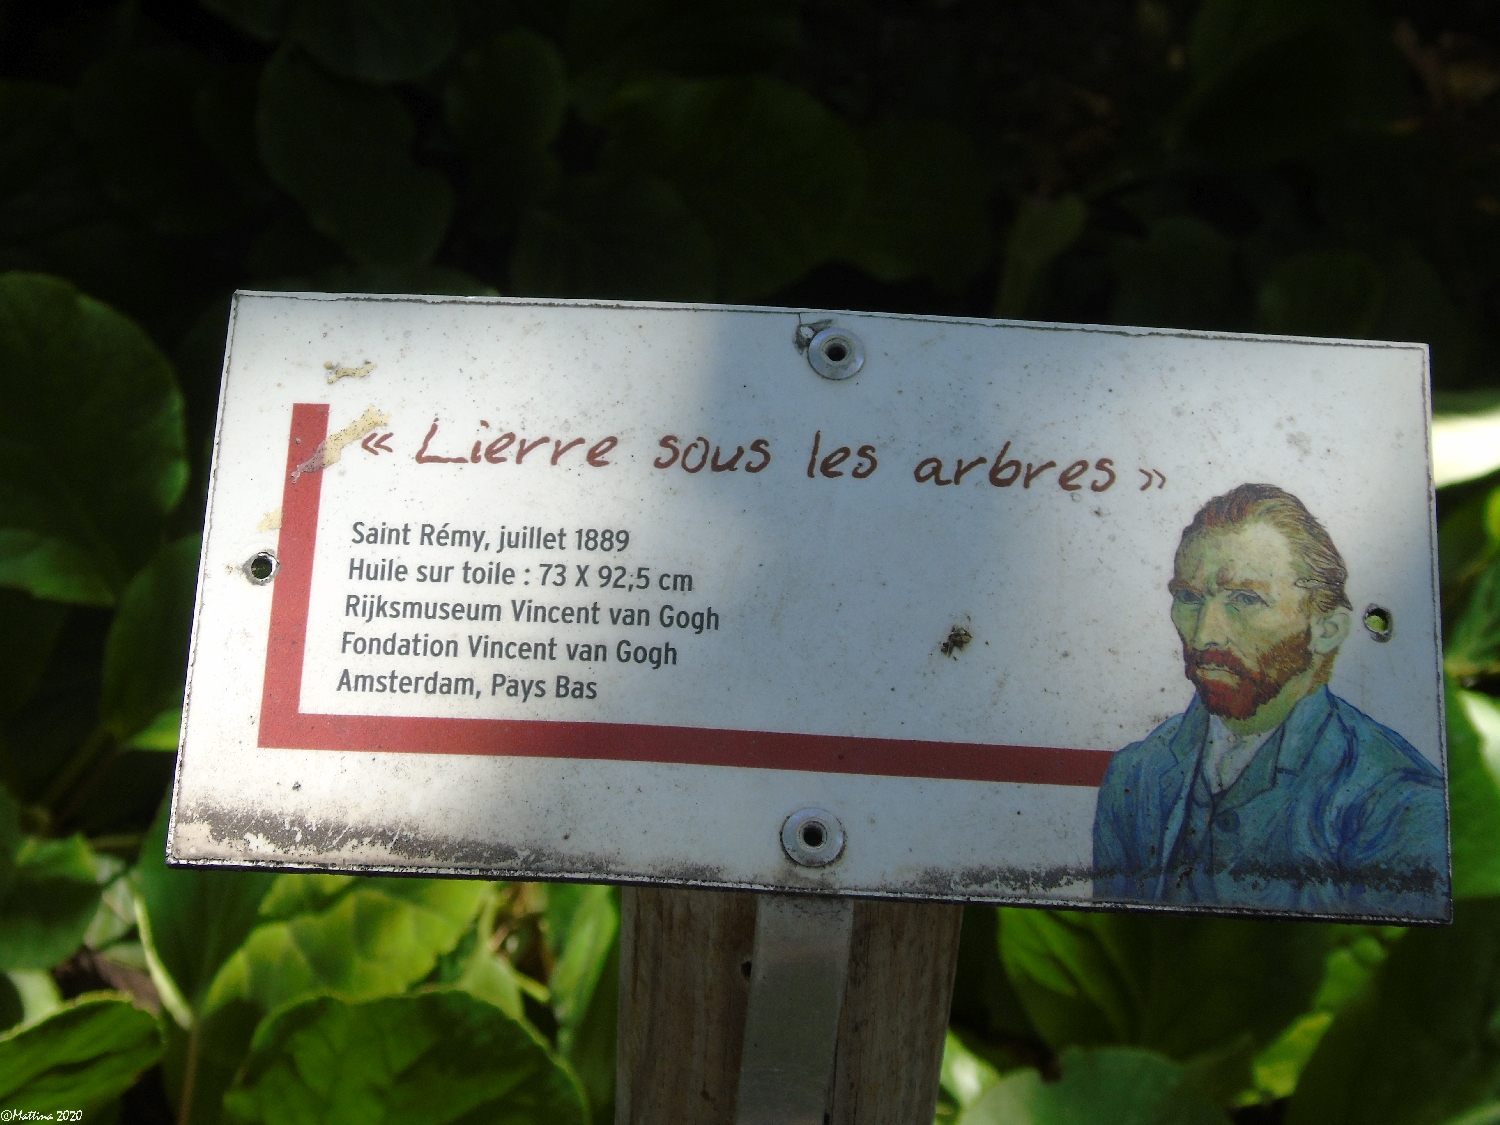 « Lierre sous les arbres »
Saint Rémy, juillet 1889
Huile sur toile : 73 X 92,5 cm
Rijksmuseum Vincent van Gogh
Fondation Vincent van Gogh
Amsterdam, Pays Bas
©Mattina 2020